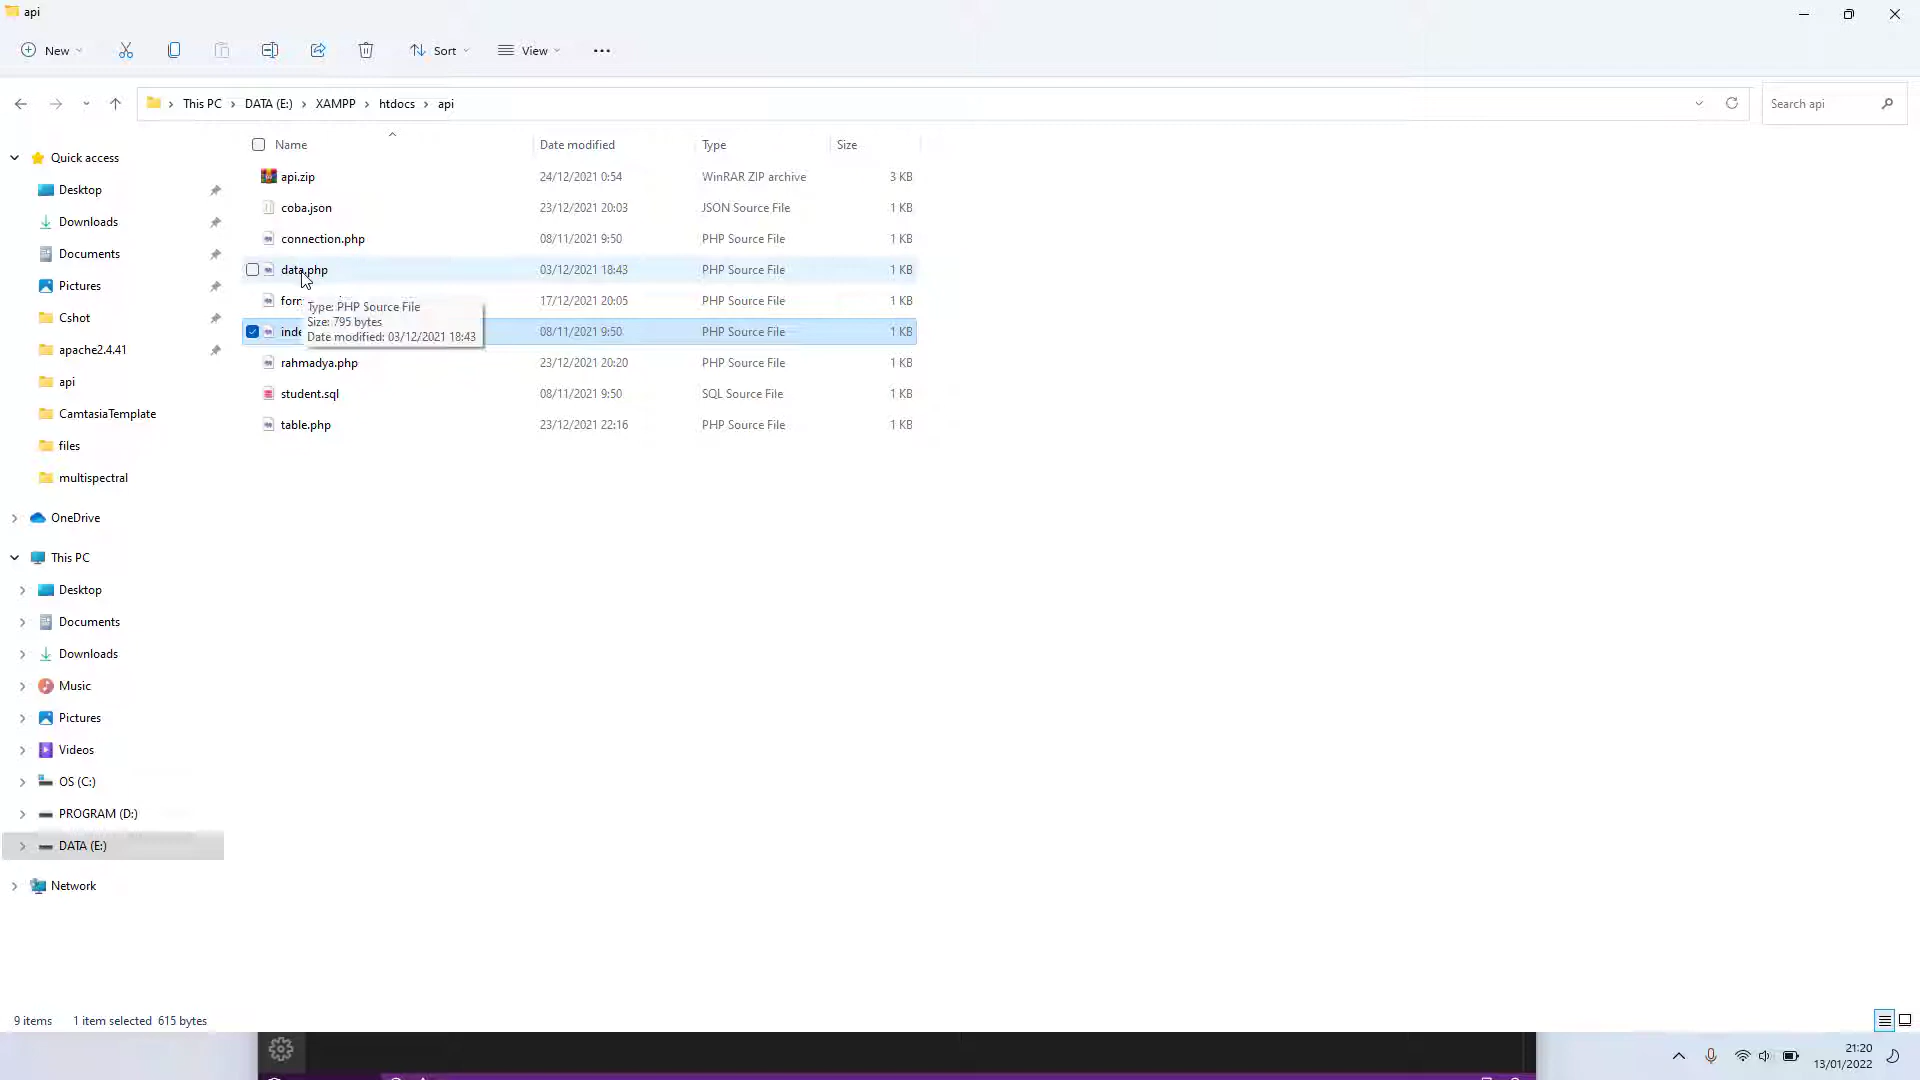 api
New
Sort
View
This PC
DATA (E:)
XAMPP
htdocs
api
Search api
Name
Date modified
Type
Size
api.zip 24/12/2021 0:54 WinRAR ZIP archive 3 KB
coba.json 23/12/2021 20:03 JSON Source File 1 KB
connection.php 08/11/2021 9:50 PHP Source File 1 KB
data.php 03/12/2021 18:43 PHP Source File 1 KB
17/12/2021 20:05 PHP Source File 1 KB
08/11/2021 9:50 PHP Source File 1 KB
Type: PHP Source File
Size: 795 bytes
Date modified: 03/12/2021 18:43
rahmadya.php 23/12/2021 20:20 PHP Source File 1 KB
student.sql 08/11/2021 9:50 SQL Source File 1 KB
table.php 23/12/2021 22:16 PHP Source File 1 KB
Quick access
Desktop
Downloads
Documents
Pictures
Cshot
apache2.4.41
api
CamtasiaTemplate
files
multispectral
OneDrive
This PC
Desktop
Documents
Downloads
Music
Pictures
Videos
OS (C:)
PROGRAM (D:)
DATA (E:)
Network
9 items
1 item selected 615 bytes
21:20
13/01/2022